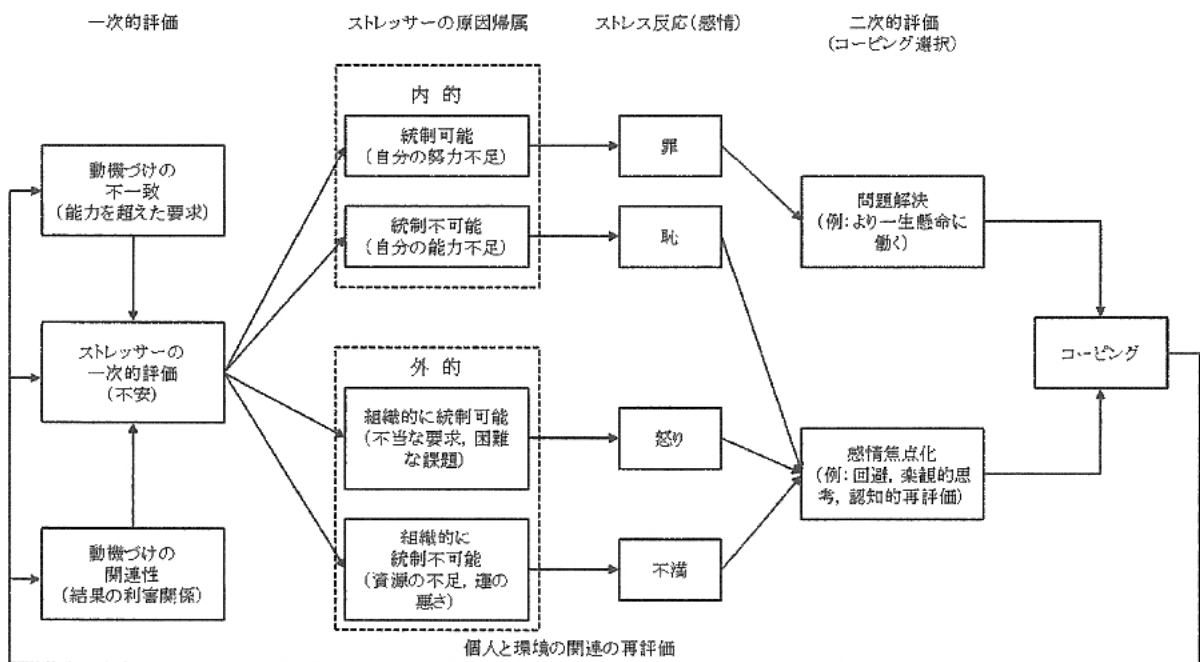 一次的評価
ストレッサーの原因帰属
ストレス反応(感情)
二次的評価
(コーピング選択)
内 的
統制可能
(自分の努力不足)
罪
動機づけの
不一致
(能力を超えた要求)
問題解決
(例:より一生懸命に
働く)
統制不可能
(自分の能力不足)
恥
ストレッサーの
一次的評価
(不安)
コーピング
外 的
組織的に統制可能
(不当な要求, 困難
な課題)
怒り
感情焦点化
(例:回避, 楽観的思
考, 認知的再評価)
動機づけの
関連性
(結果の利害関係)
組織的に
統制不可能
(資源の不足, 運の
悪さ)
不満
個人と環境の関連の再評価